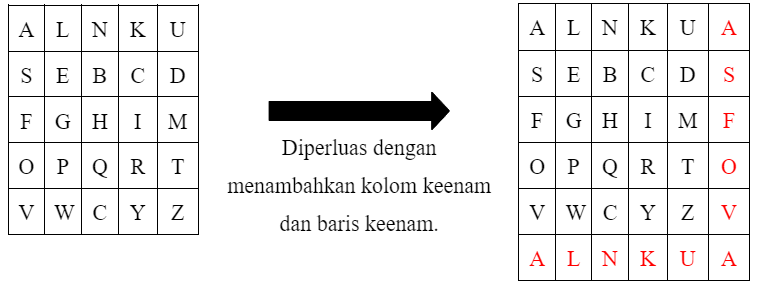 A L N K U
S E B C D
F G H I M
O P Q R T
V W C Y Z
Diperluas dengan
menambahkan kolom keenam
dan baris keenam.
A L N K U A
S E B C D S
F G H I M F
O P Q R T O
V W C Y Z V
A L N K U A